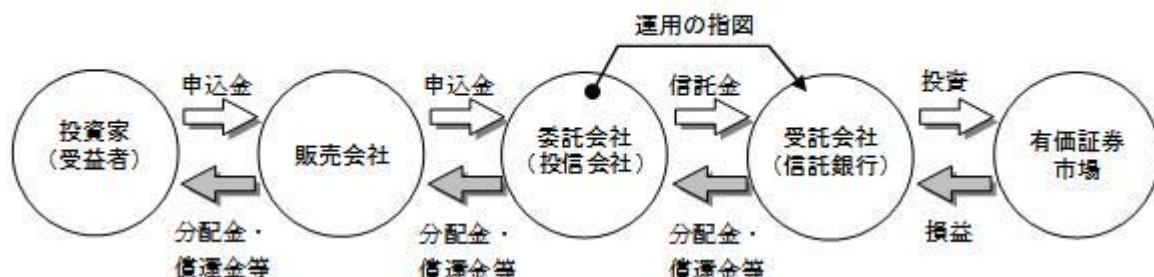 運用の指図
申込金
申込金
信託金
投資
投資家
(受益者)
販売会社
委託会社
(投信会社)
受託会社
(信託銀行)
有価証券
市場
分配金・
償還金等
分配金・
償還金等
分配金・
償還金等
損益